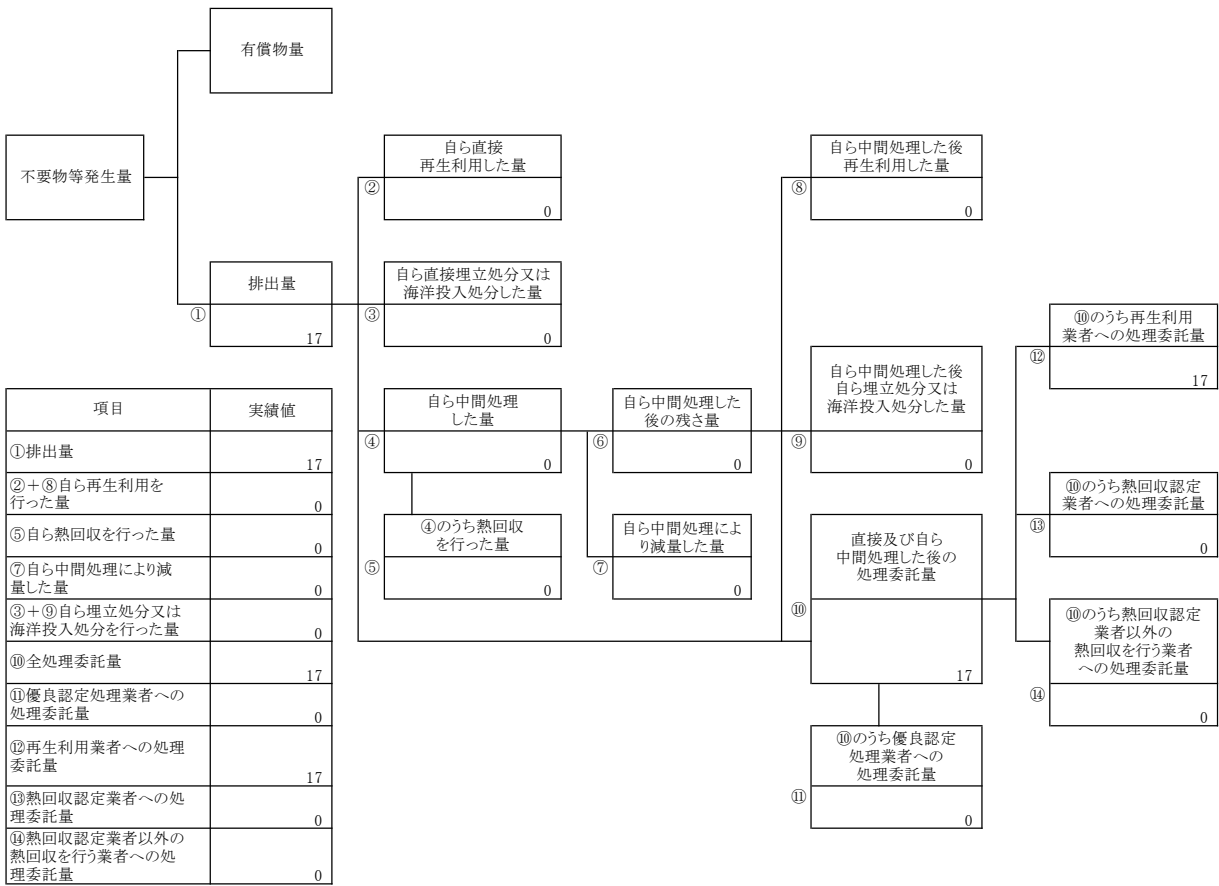 有償物量
不要物等発生量
自ら直接
再生利用した量
②
0
自ら中間処理した後
再生利用した量
⑧
0
排出量
①
17
自ら直接埋立処分又は
海洋投入処分した量
③
0
⑩のうち再生利用
業者への処理委託量
⑫
17
自ら中間処理
した量
④
0
自ら中間処理した
後の残さ量
⑥
0
自ら中間処理した後
自ら埋立処分又は
海洋投入処分した量
⑨
0
⑩のうち熱回収認定
業者への処理委託量
⑬
0
④のうち熱回収
を行った量
⑤
0
自ら中間処理によ
り減量した量
⑦
0
直接及び自ら
中間処理した後の
処理委託量
⑩
17
⑩のうち熱回収認定
業者以外の
熱回収を行う業者
への処理委託量
⑭
0
⑩のうち優良認定
処理業者への
処理委託量
⑪
0
項目 実績値
①排出量 17
②＋⑧自ら再生利用を
行った量 0
⑤自ら熱回収を行った量 0
⑦自ら中間処理により減
量した量 0
③＋⑨自ら埋立処分又は
海洋投入処分を行った量 0
⑩全処理委託量 17
⑪優良認定処理業者への
処理委託量 0
⑫再生利用業者への処理
委託量 17
⑬熱回収認定業者への処
理委託量 0
⑭熱回収認定業者以外の
熱回収を行う業者への処
理委託量 0